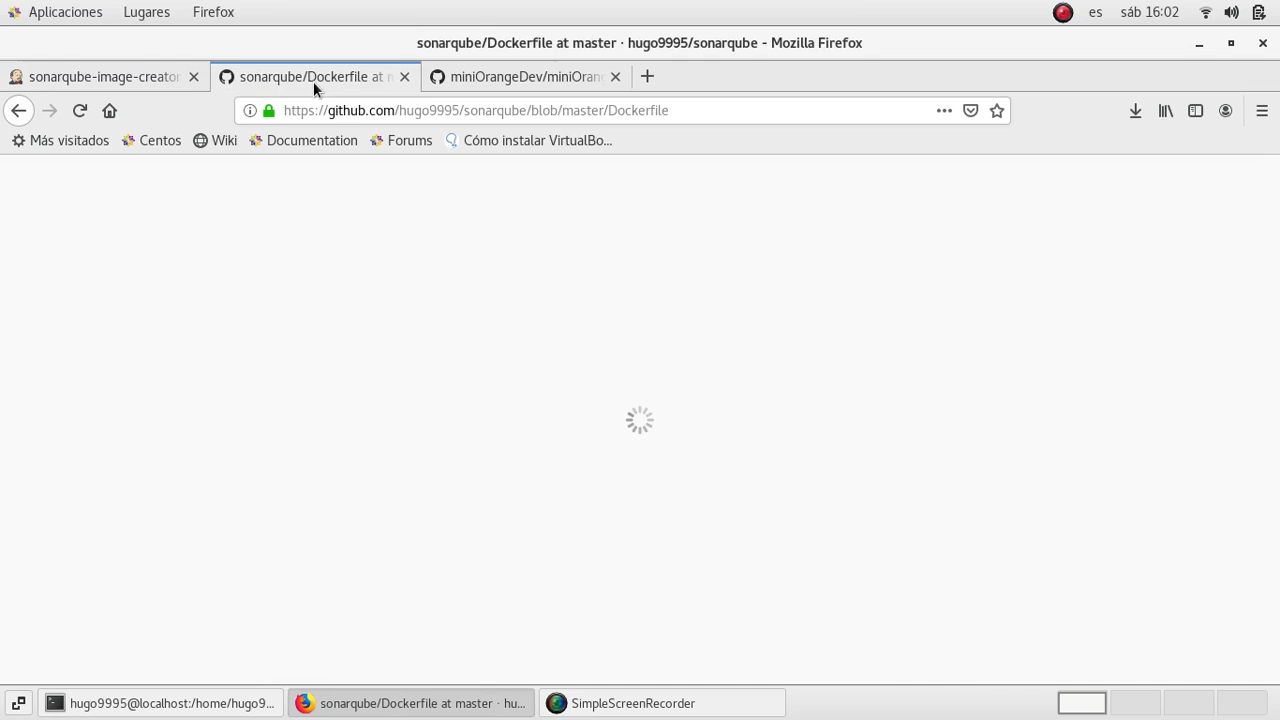 Aplicaciones Lugares Firefox es sáb 16:02
sonarqube/Dockerfile at master · hugo9995/sonarqube - Mozilla Firefox
sonarqube-image-creator sonarqube/Dockerfile at m miniOrangeDev/miniOran
https://github.com/hugo9995/sonarqube/blob/master/Dockerfile
Más visitados Centos Wiki Documentation Forums Cómo instalar VirtualBo...
hugo9995@localhost:/home/hugo9... sonarqube/Dockerfile at master · hu... SimpleScreenRecorder